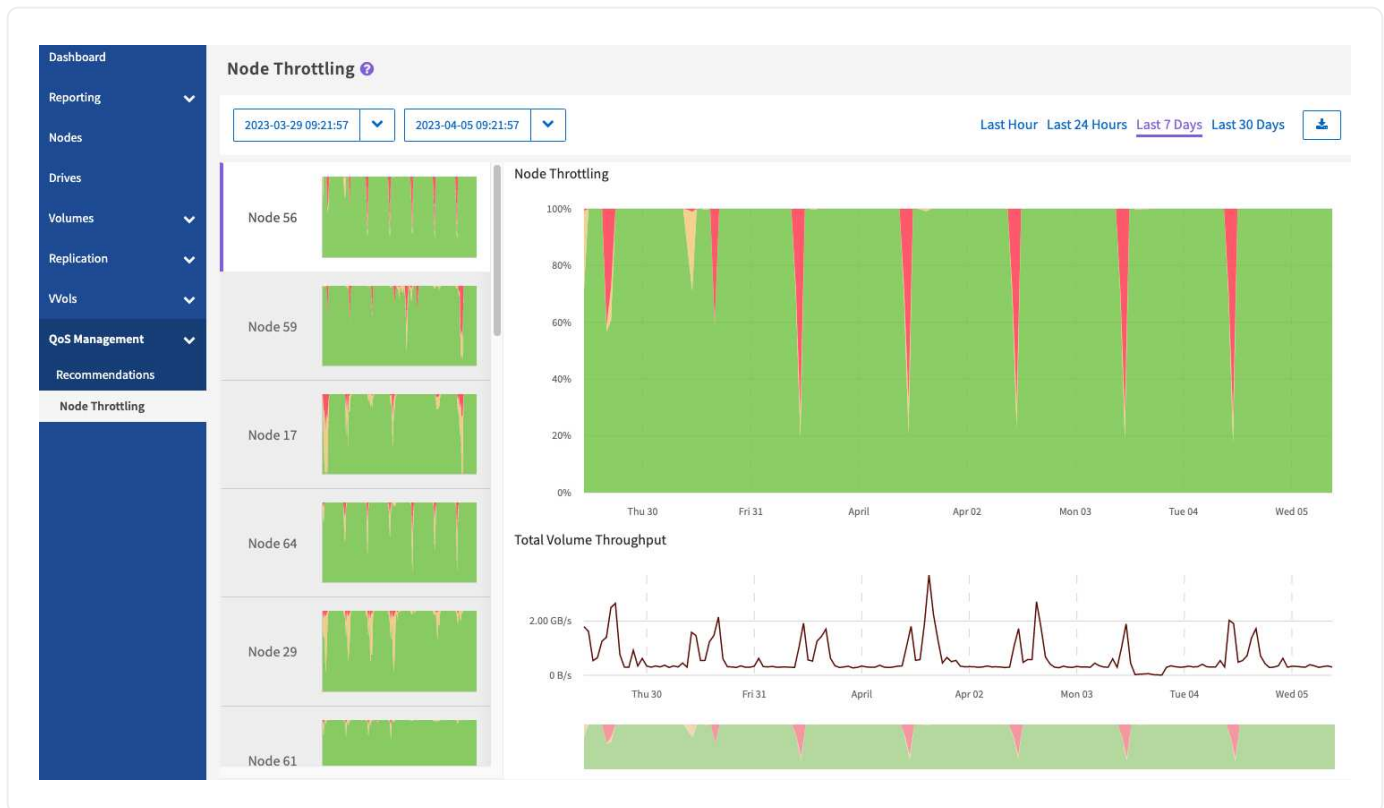 Dashboard
Reporting
Nodes
Drives
Volumes
Replication
VVols
QoS Management
Recommendations
Node Throttling
Node Throttling ?
2023-03-29 09:21:57
2023-04-05 09:21:57
Last Hour Last 24 Hours Last 7 Days Last 30 Days
Node 56
Node 59
Node 17
Node 64
Node 29
Node 61
Node Throttling
100%
80%
60%
40%
20%
0%
Thu 30 Fri 31 April Apr 02 Mon 03 Tue 04 Wed 05
Total Volume Throughput
2.00 GB/s
0 B/s
Thu 30 Fri 31 April Apr 02 Mon 03 Tue 04 Wed 05